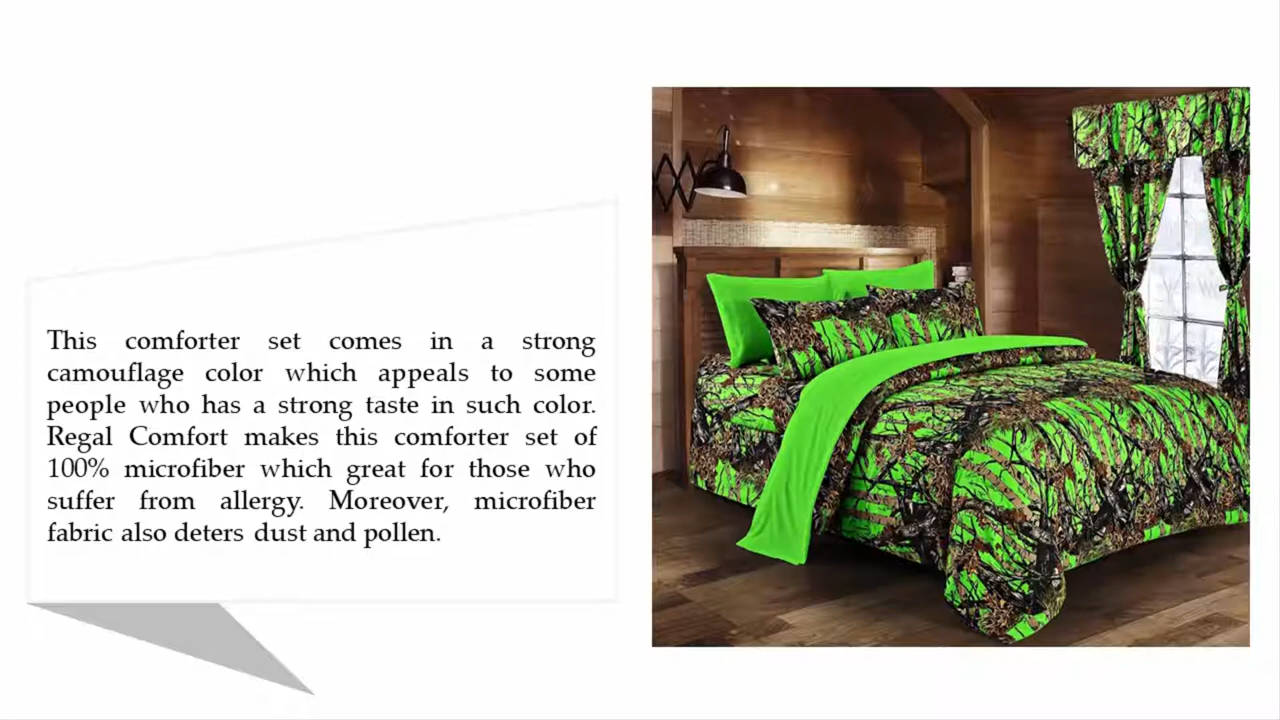 This comforter set comes in a strong
camouflage color which appeals to some
people who has a strong taste in such color.
Regal Comfort makes this comforter set of
100% microfiber which great for those who
suffer from allergy. Moreover, microfiber
fabric also deters dust and pollen.